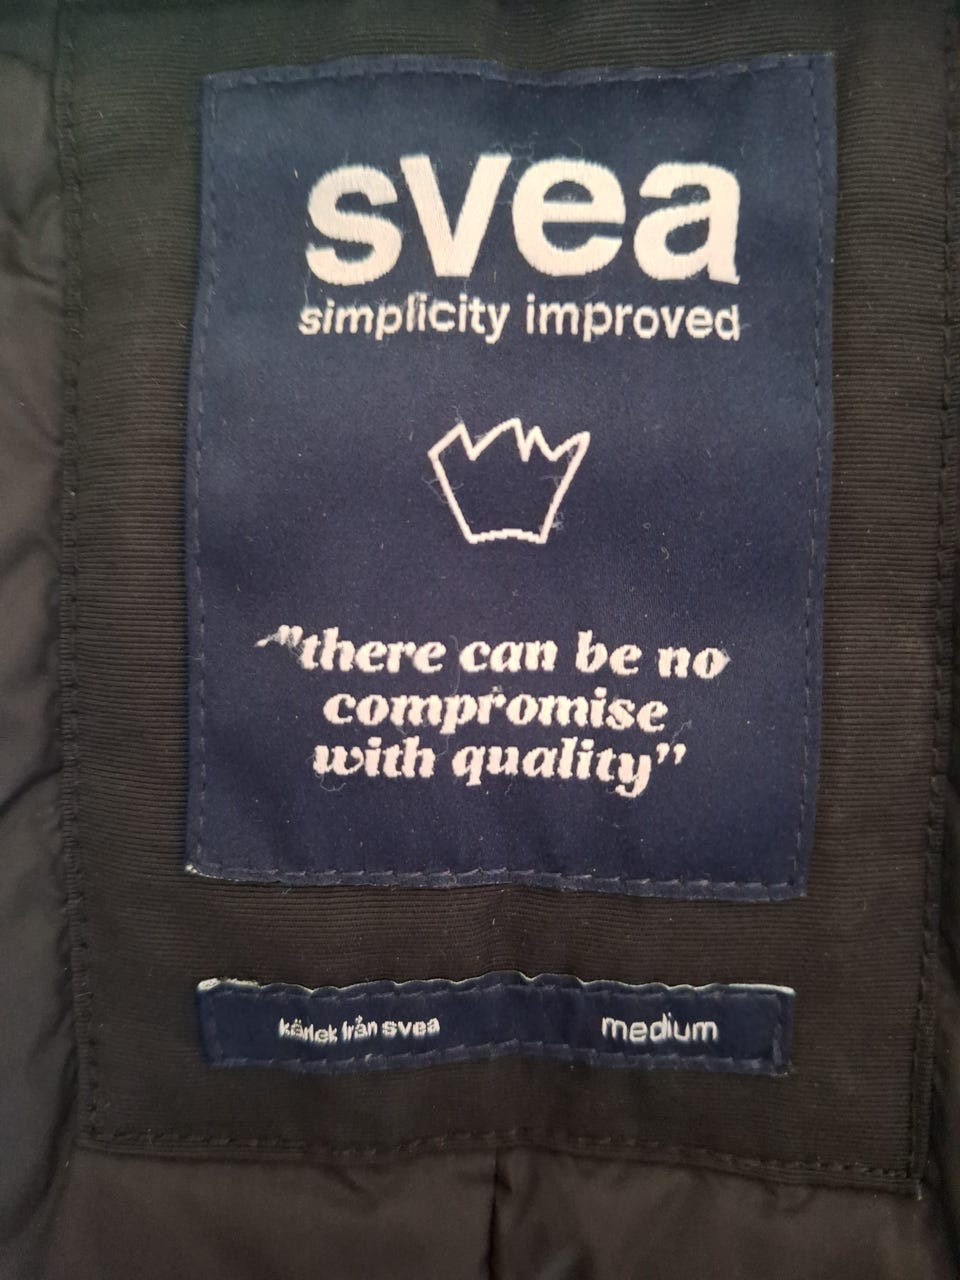 svea
simplicity improved
"there can be no
compromise
with quality”
kärlek från svea
medium